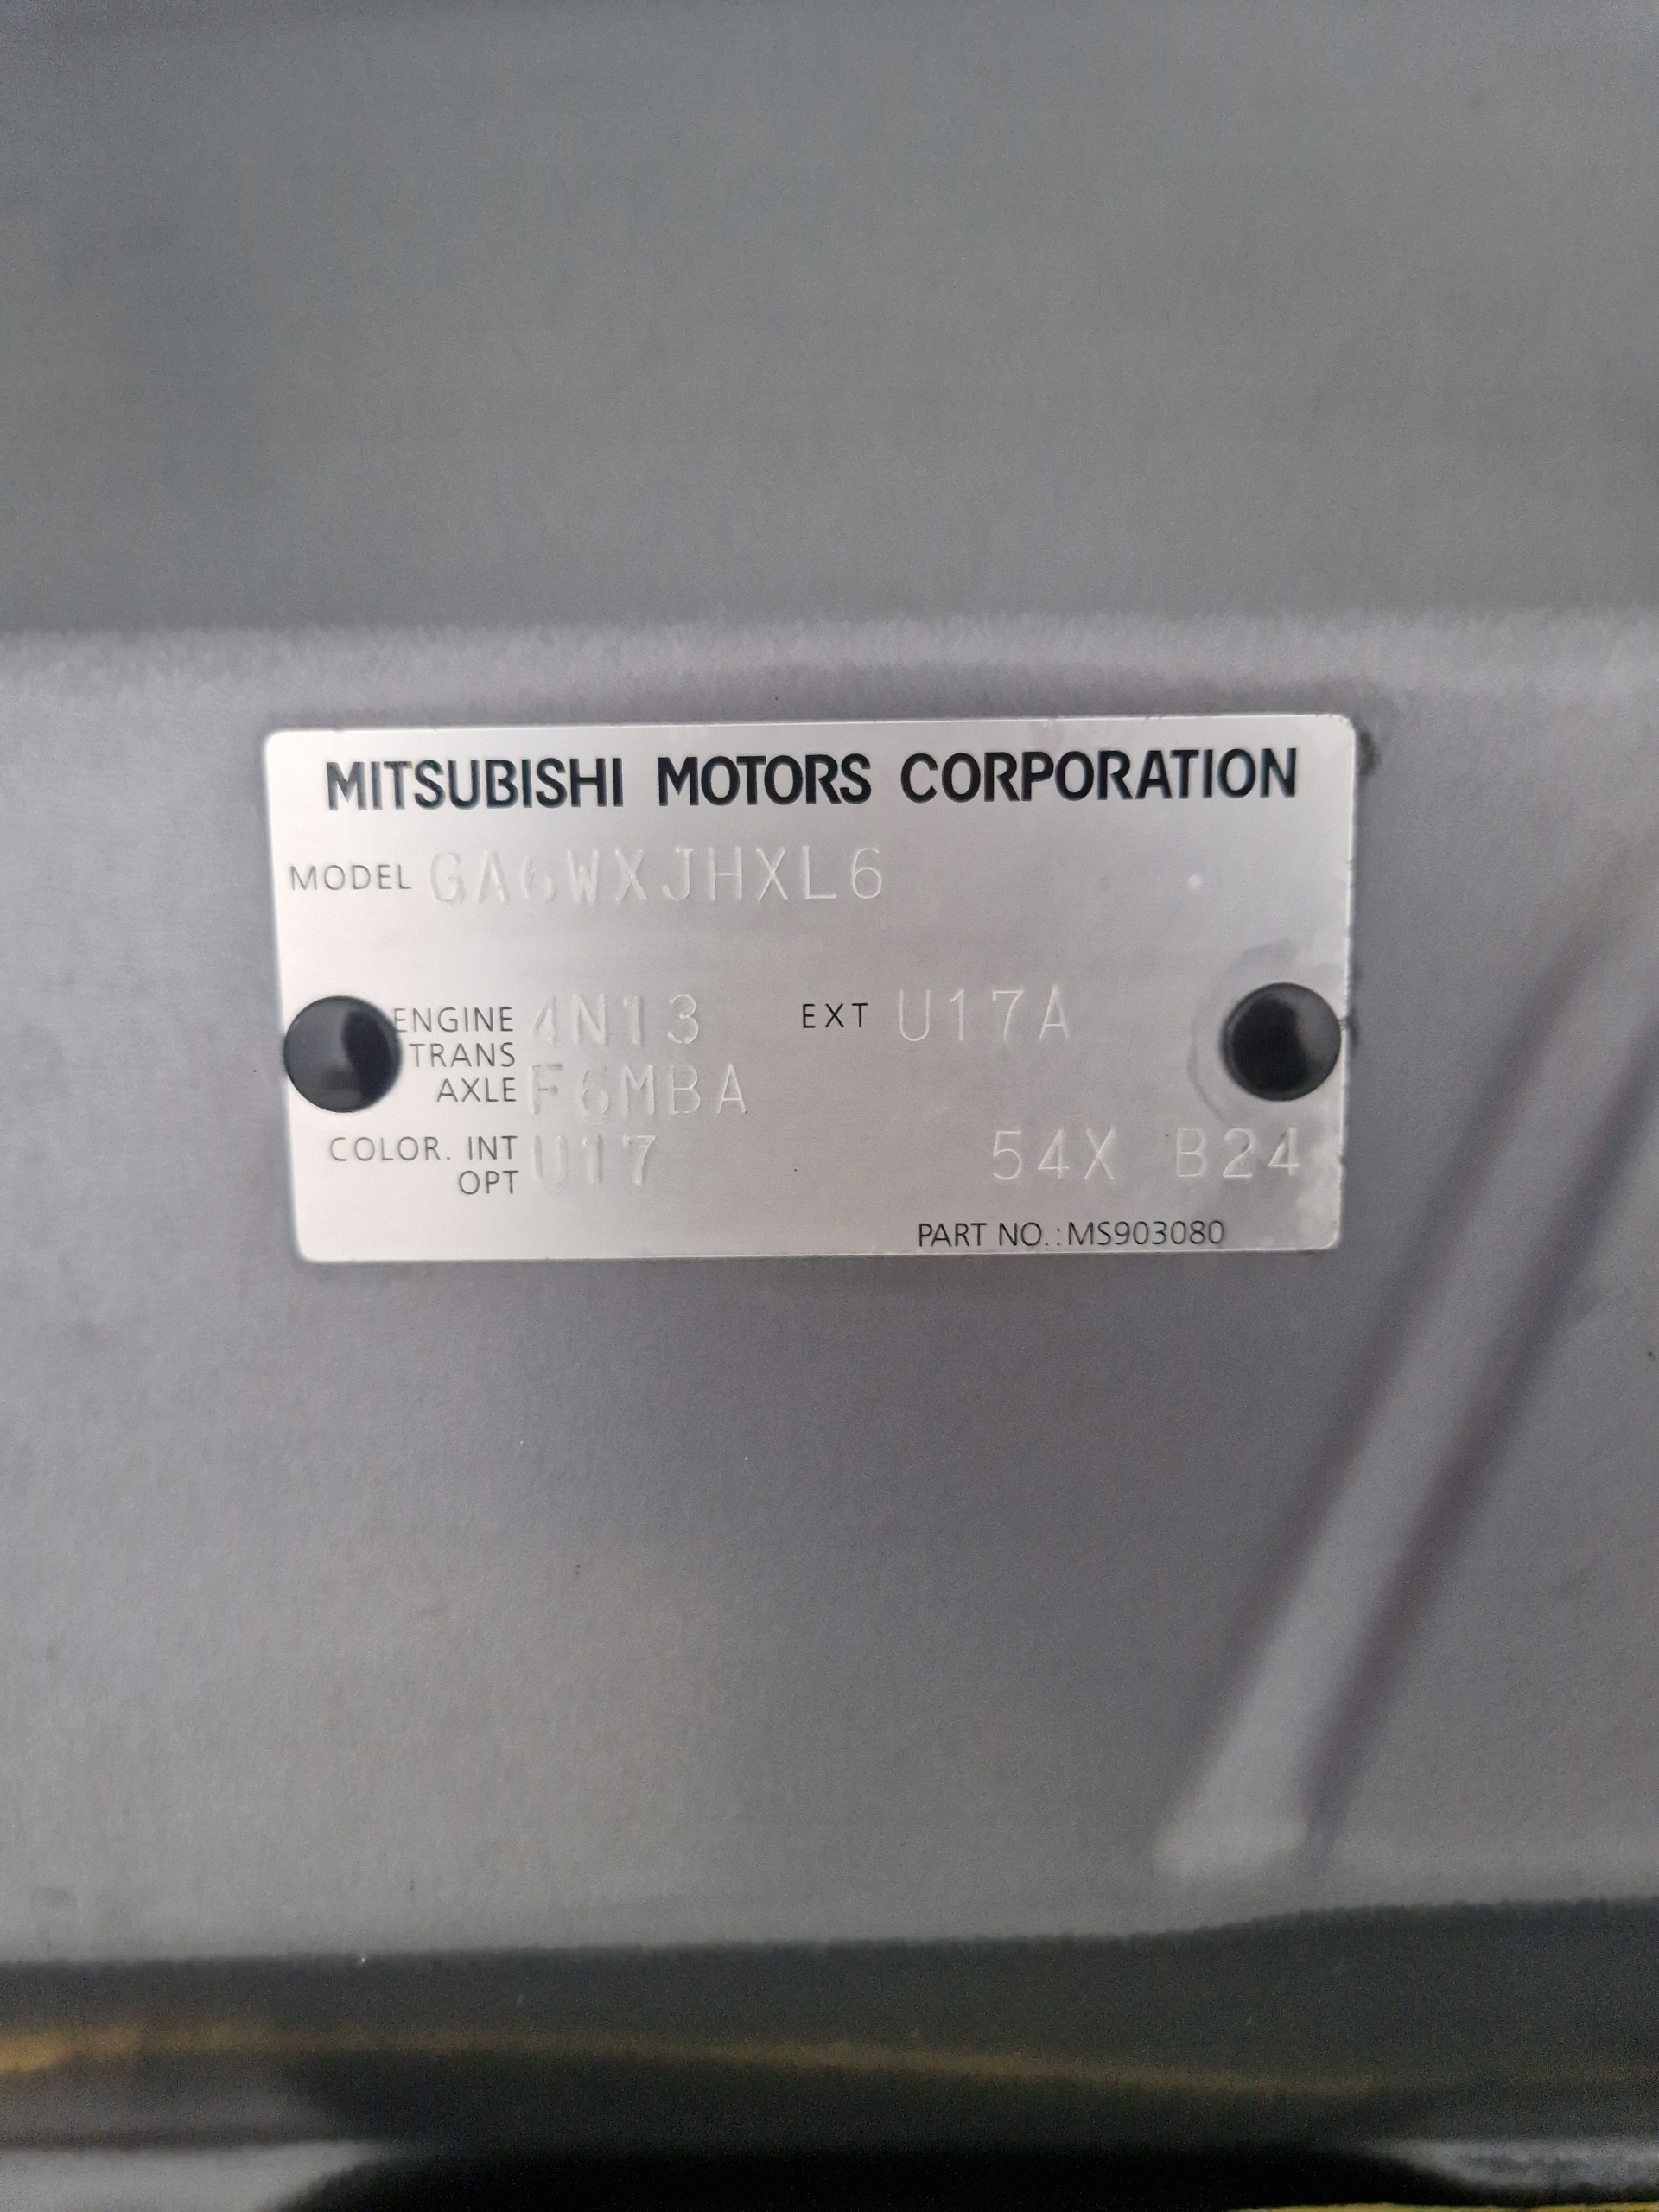 MITSUBISHI MOTORS CORPORATION
MODEL GA6WXJHXL6
ENGINE 4N13 EXT U17A
TRANS
AXLE F6MBA
COLOR. INT U17 54X B24
OPT
PART NO.:MS903080